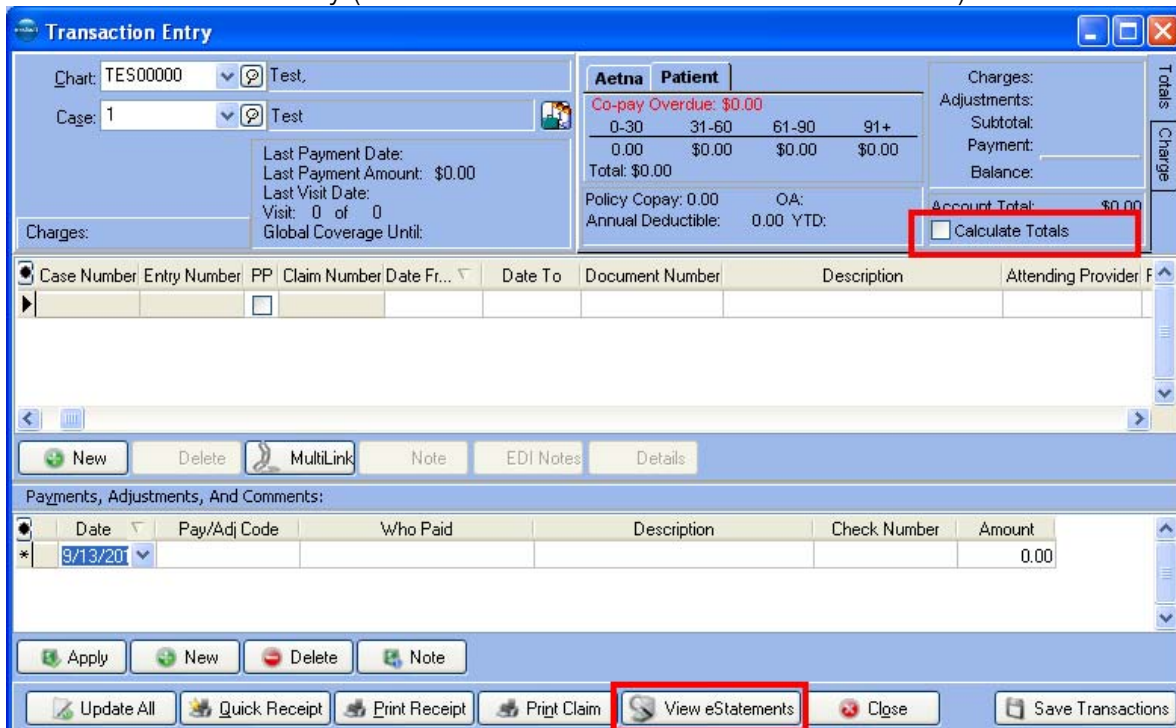 Transaction Entry
Chart: TES00000 Test,
Case: 1 Test
Last Payment Date:
Last Payment Amount: $0.00
Last Visit Date:
Visit: 0 of 0
Charges: Global Coverage Until:
Aetna Patient
Co-pay Overdue: $0.00
0-30 31-60 61-90 91+
0.00 $0.00 $0.00 $0.00
Total: $0.00
Policy Copay: 0.00 OA:
Annual Deductible: 0.00 YTD:
Charges:
Adjustments:
Subtotal:
Payment:
Balance:
Account Total: $0.00
Calculate Totals
Totals
Charge
Case Number Entry Number PP Claim Number Date Fr... Date To Document Number Description Attending Provider
New Delete MultiLink Note EDI Notes Details
Payments, Adjustments, And Comments:
Date Pay/Adj Code Who Paid Description Check Number Amount
9/13/201 0.00
Apply New Delete Note
Update All Quick Receipt Print Receipt Print Claim View eStatements Close Save Transactions